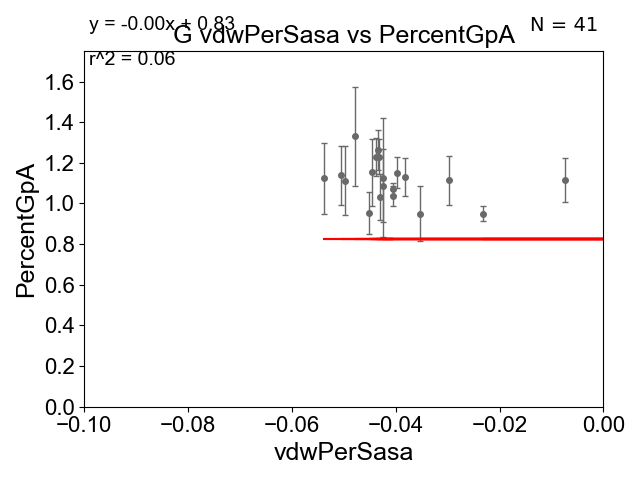 y = -0.00x + 0.83
N = 41
G vdwPerSasa vs PercentGpA
r^2 = 0.06
1.6
1.4
1.2
1.0
0.8
0.6
0.4
0.2
0.0
PercentGpA
−0.10 −0.08 −0.06 −0.04 −0.02 0.00
vdwPerSasa